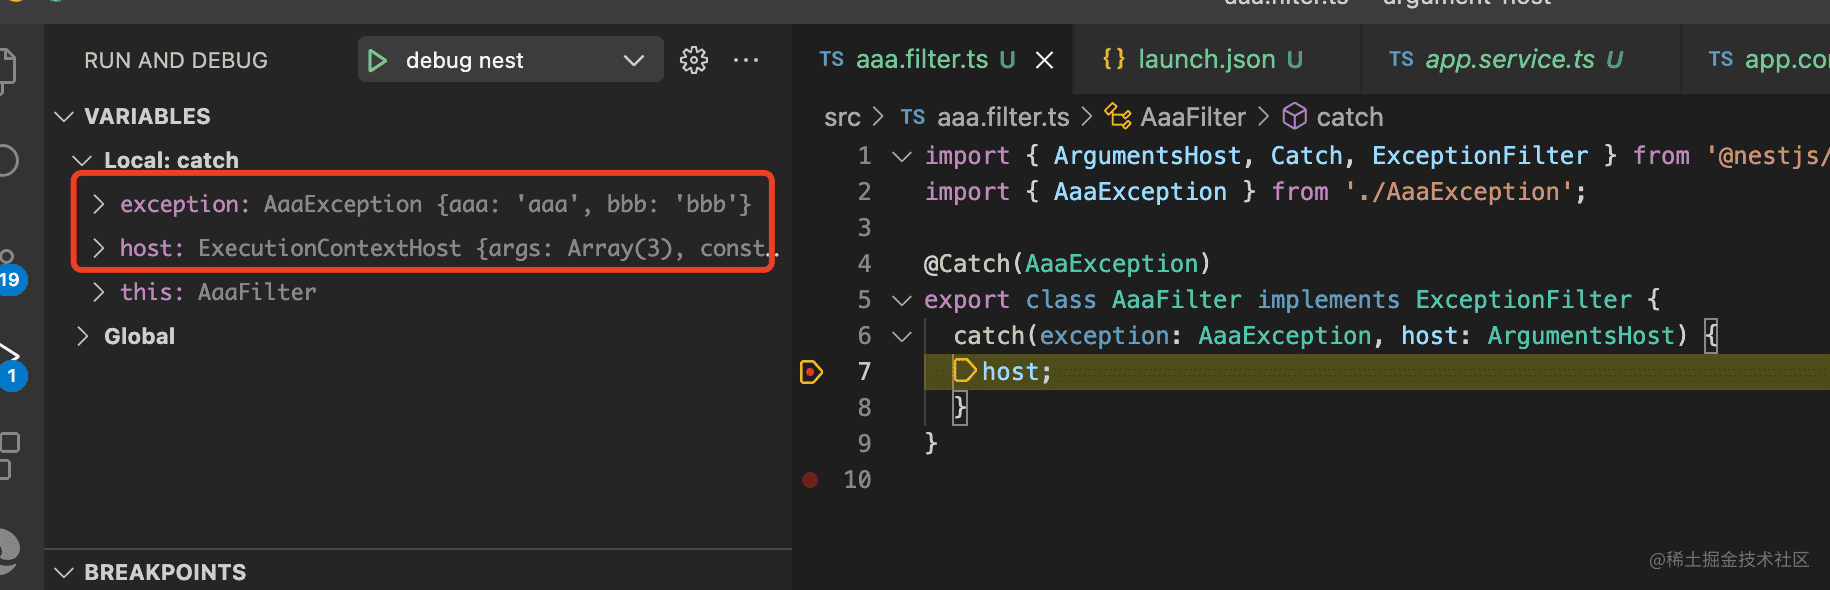 RUN AND DEBUG
debug nest
VARIABLES
Local: catch
exception: AaaException {aaa: 'aaa', bbb: 'bbb'}
host: ExecutionContextHost {args: Array(3), const…
this: AaaFilter
Global
BREAKPOINTS
19
1
aaa.filter.ts — argument-host
TS aaa.filter.ts U
{} launch.json U
TS app.service.ts U
TS app.co
src > TS aaa.filter.ts > AaaFilter > catch
1 import { ArgumentsHost, Catch, ExceptionFilter } from '@nestjs/
2 import { AaaException } from './AaaException';
3
4 @Catch(AaaException)
5 export class AaaFilter implements ExceptionFilter {
6 catch(exception: AaaException, host: ArgumentsHost) {
7 host;
8 }
9 }
10
@稀土掘金技术社区